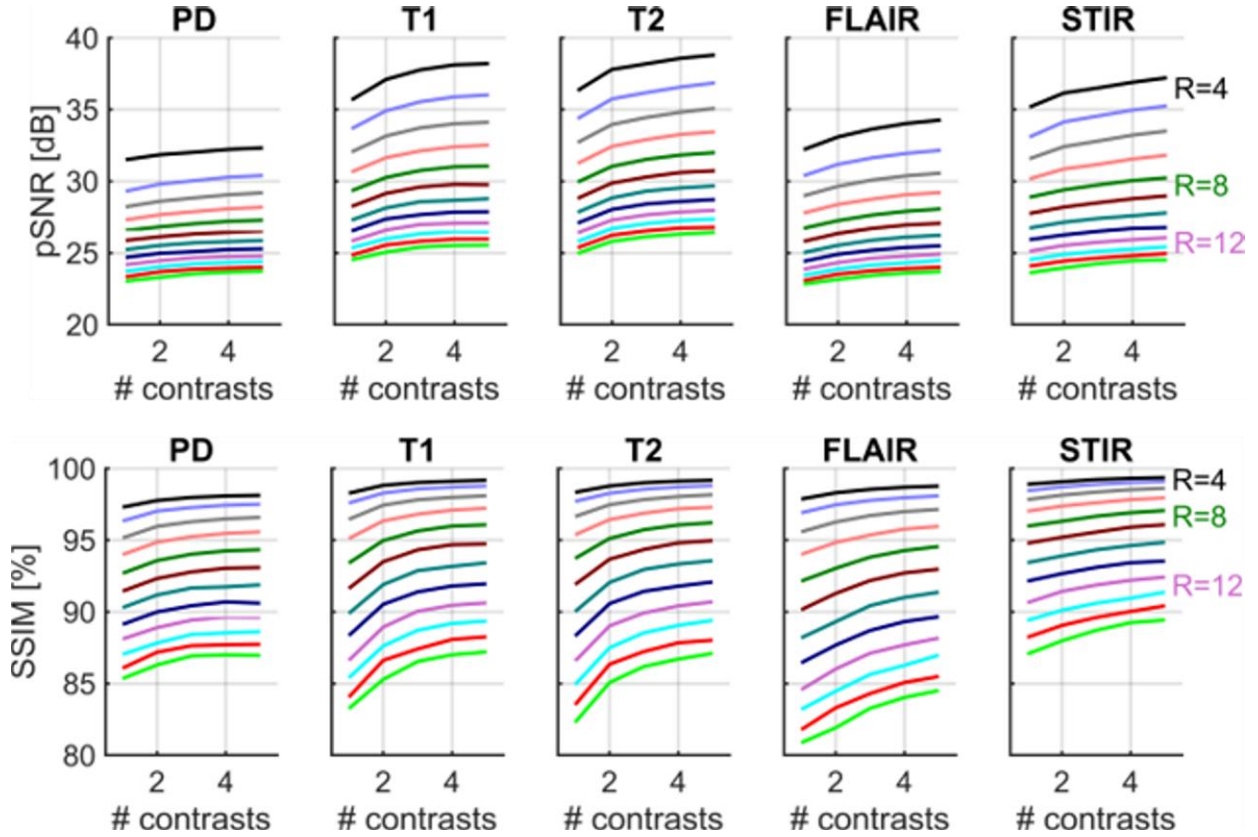 PD T1 T2 FLAIR STIR
40
35
30
25
20
pSNR [dB]
R=4
R=8
R=12
2 4 2 4 2 4 2 4 2 4
# contrasts # contrasts # contrasts # contrasts # contrasts
PD T1 T2 FLAIR STIR
100
95
90
85
80
SSIM [%]
R=4
R=8
R=12
2 4 2 4 2 4 2 4 2 4
# contrasts # contrasts # contrasts # contrasts # contrasts